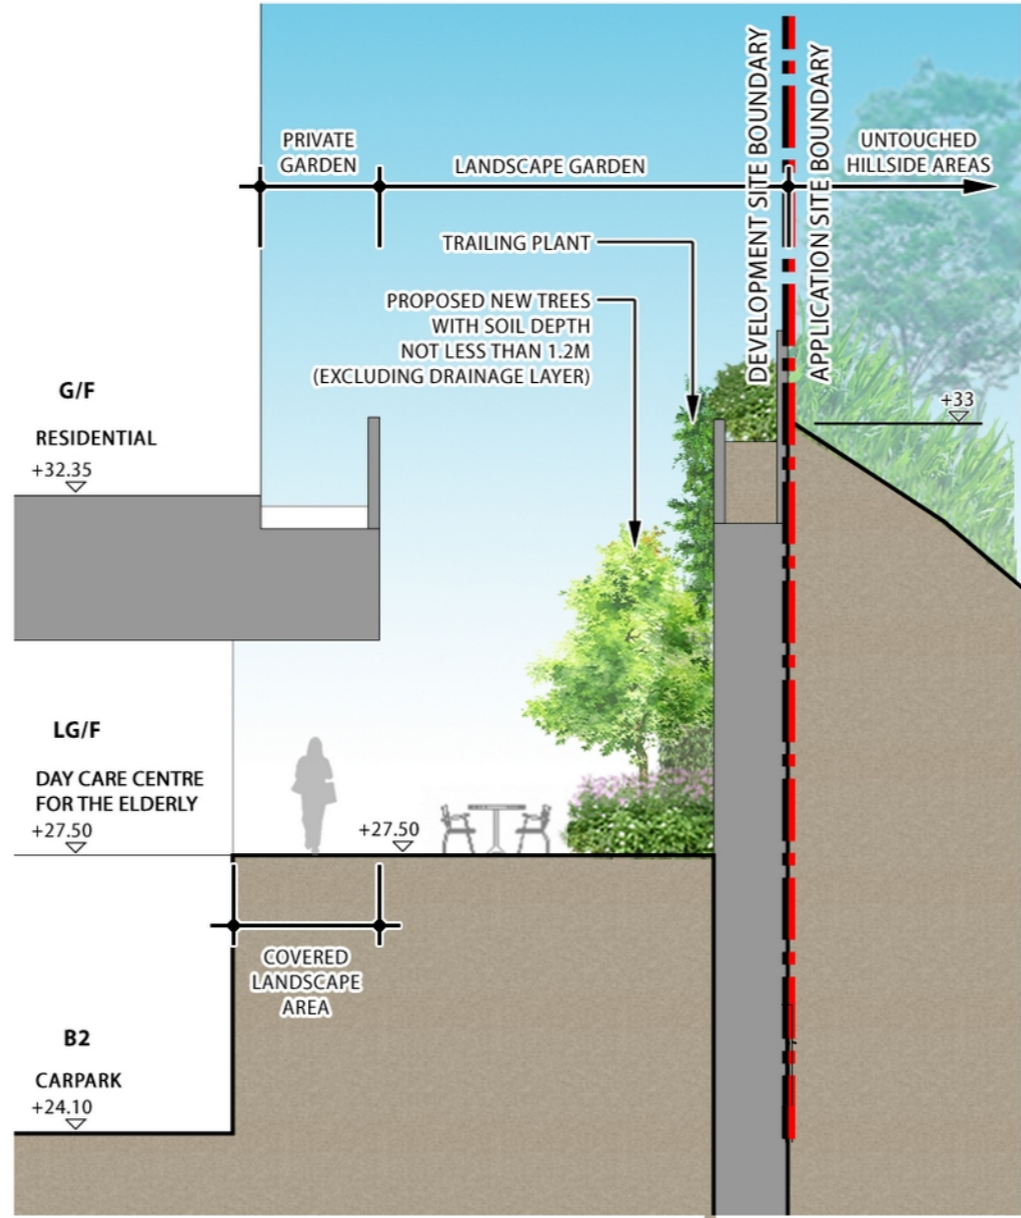 DEVELOPMENT SITE BOUNDARY
APPLICATION SITE BOUNDARY
PRIVATE
GARDEN
LANDSCAPE GARDEN
UNTOUCHED
HILLSIDE AREAS
TRAILING PLANT
PROPOSED NEW TREES
WITH SOIL DEPTH
NOT LESS THAN 1.2M
(EXCLUDING DRAINAGE LAYER)
+33
G/F
RESIDENTIAL
+32.35
LG/F
DAY CARE CENTRE
FOR THE ELDERLY
+27.50
+27.50
COVERED
LANDSCAPE
AREA
B2
CARPARK
+24.10